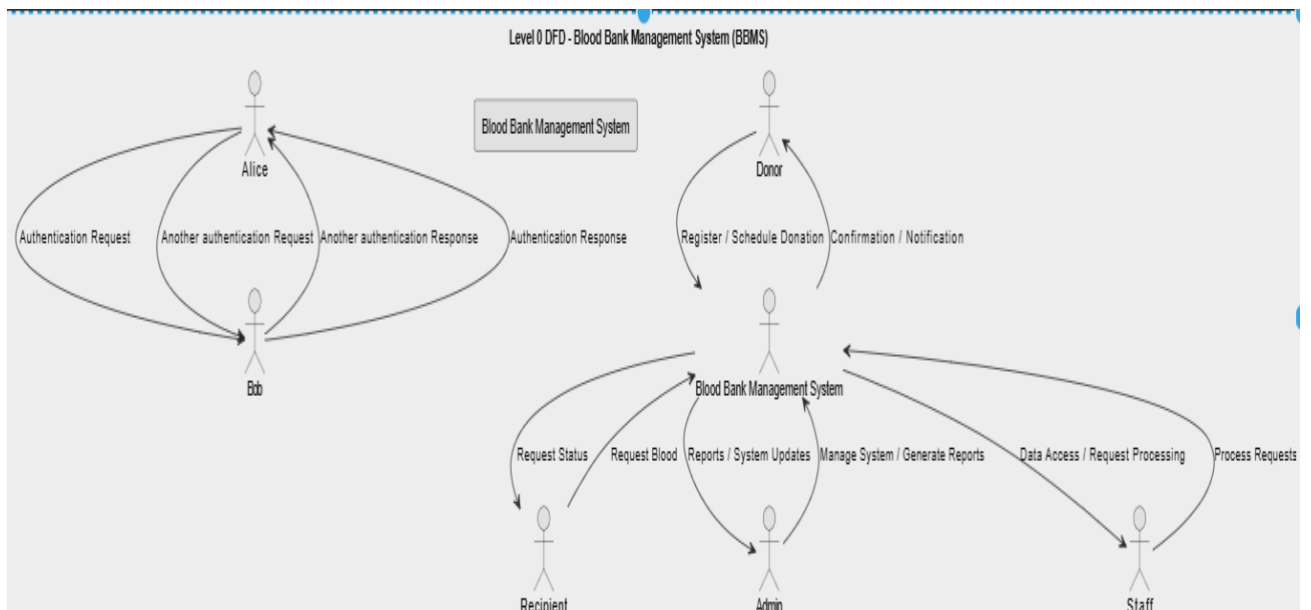 Level 0 DFD - Blood Bank Management System (BBMS)
Blood Bank Management System
Alice
Donor
Authentication Request
Another authentication Request
Another authentication Response
Authentication Response
Register / Schedule Donation
Confirmation / Notification
Bob
Blood Bank Management System
Request Status
Request Blood
Reports / System Updates
Manage System / Generate Reports
Data Access / Request Processing
Process Requests
Recipient
Admin
Staff